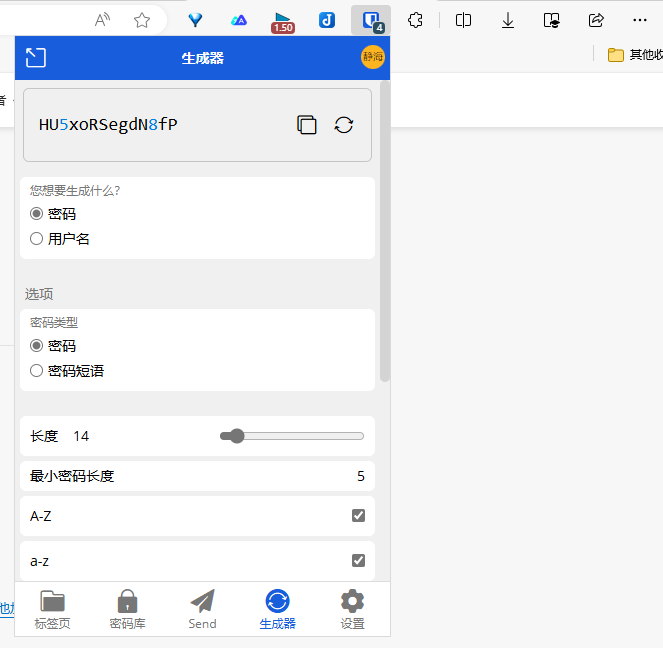 A))
1.50
4
生成器
静海
其他收
者
HU5xoRSegdN8fP
您想要生成什么?
密码
用户名
选项
密码类型
密码
密码短语
长度 14
最小密码长度 5
A-Z
a-z
他
标签页 密码库 Send 生成器 设置